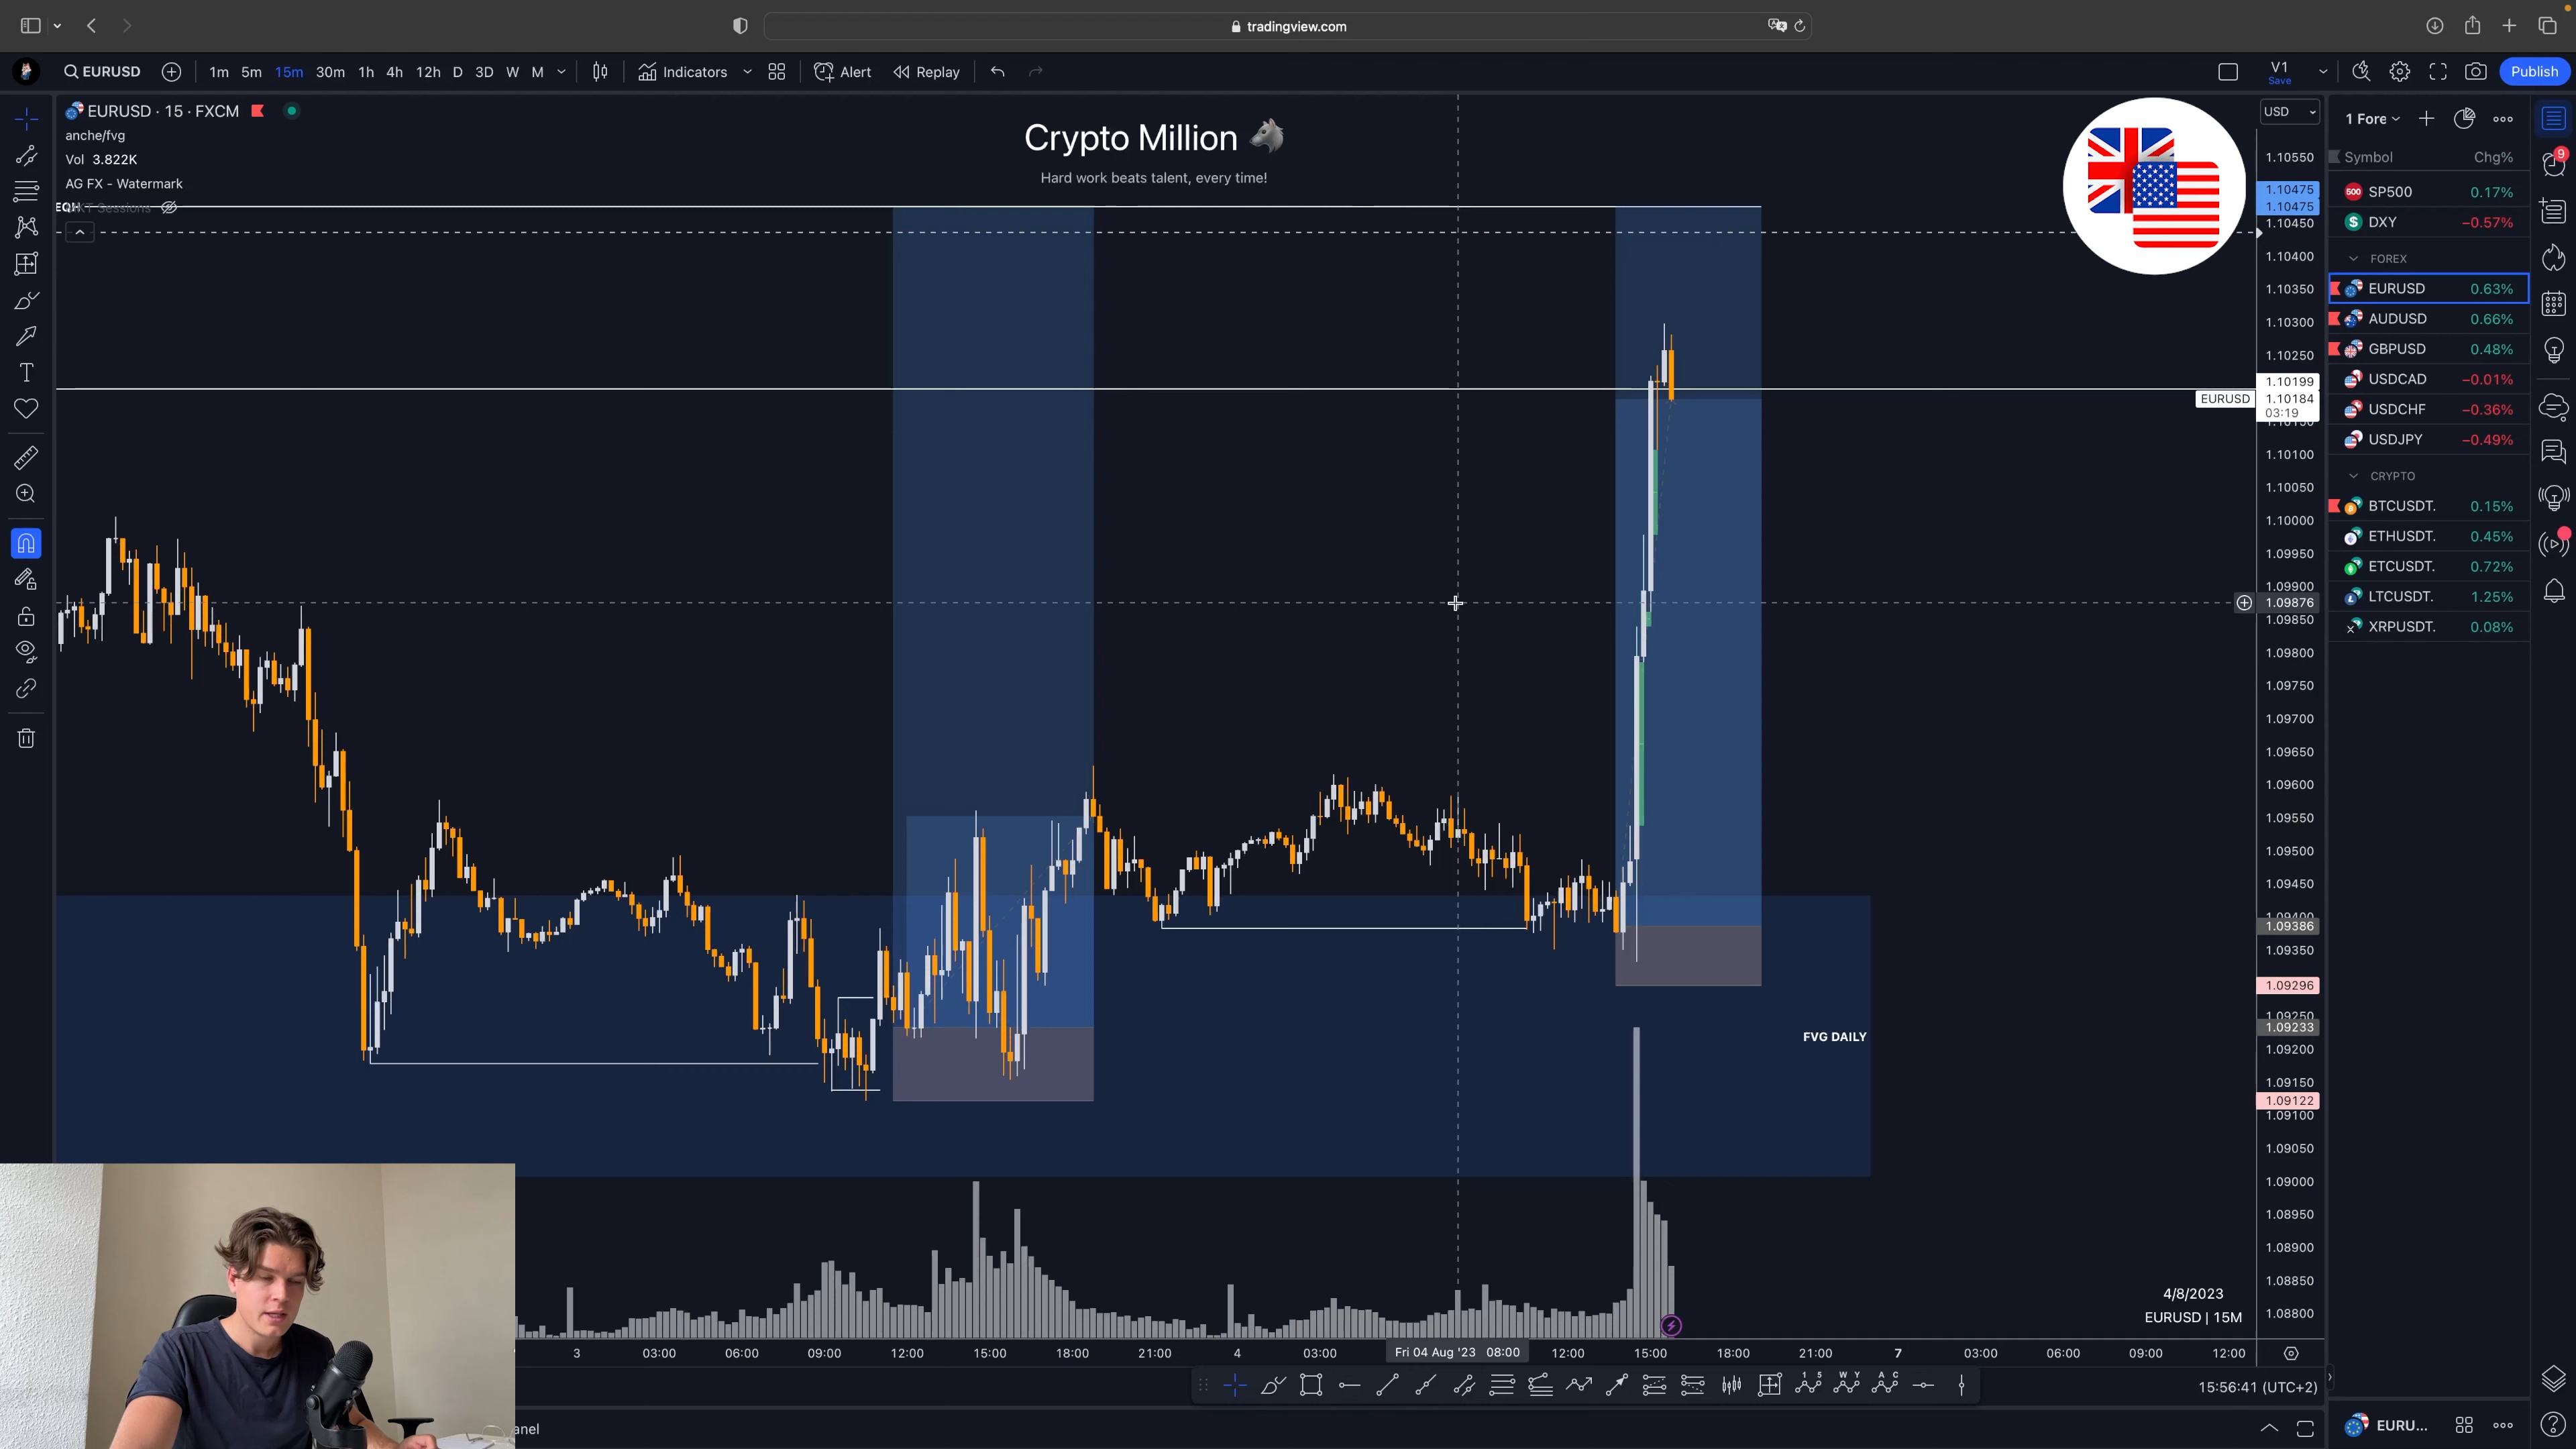 tradingview.com
EURUSD 1m 5m 15m 30m 1h 4h 12h D 3D W M Indicators Alert Replay V1 Save Publish
EURUSD · 15 · FXCM
anche/fvg
Vol 3.822K
AG FX - Watermark
Crypto Million
Hard work beats talent, every time!
USD
1.10550
1.10475
1.10475
1.10450
1.10400
1.10350
1.10300
1.10250
1.10199
EURUSD 1.10184
03:19
1.10100
1.10050
1.10000
1.09950
1.09900
1.09876
1.09850
1.09800
1.09750
1.09700
1.09650
1.09600
1.09550
1.09500
1.09450
1.09400
1.09386
1.09350
1.09296
1.09250
1.09233
1.09200
1.09150
1.09122
1.09100
1.09050
1.09000
1.08950
1.08900
1.08850
1.08800
FVG DAILY
4/8/2023
EURUSD | 15M
3 03:00 06:00 09:00 12:00 15:00 18:00 21:00 4 03:00 Fri 04 Aug '23 08:00 12:00 15:00 18:00 21:00 7 03:00 06:00 09:00 12:00
15:56:41 (UTC+2)
anel
1 Fore
Symbol Chg%
500 SP500 0.17%
$ DXY −0.57%
FOREX
EURUSD 0.63%
AUDUSD 0.66%
GBPUSD 0.48%
USDCAD −0.01%
USDCHF −0.36%
USDJPY −0.49%
CRYPTO
BTCUSDT. 0.15%
ETHUSDT. 0.45%
ETCUSDT. 0.72%
LTCUSDT. 1.25%
XRPUSDT. 0.08%
9
EURU...